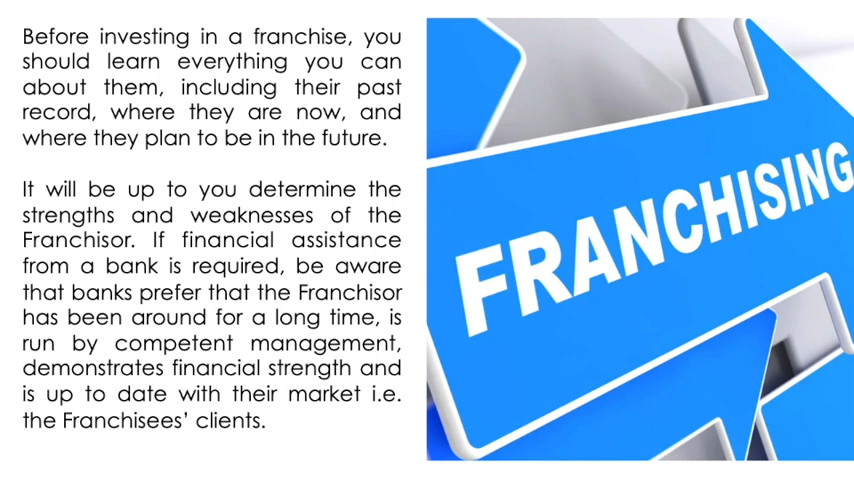 Before investing in a franchise, you
should learn everything you can
about them, including their past
record, where they are now, and
where they plan to be in the future.
It will be up to you determine the
strengths and weaknesses of the
Franchisor. If financial assistance
from a bank is required, be aware
that banks prefer that the Franchisor
has been around for a long time, is
run by competent management,
demonstrates financial strength and
is up to date with their market i.e.
the Franchisees’ clients.
FRANCHISING